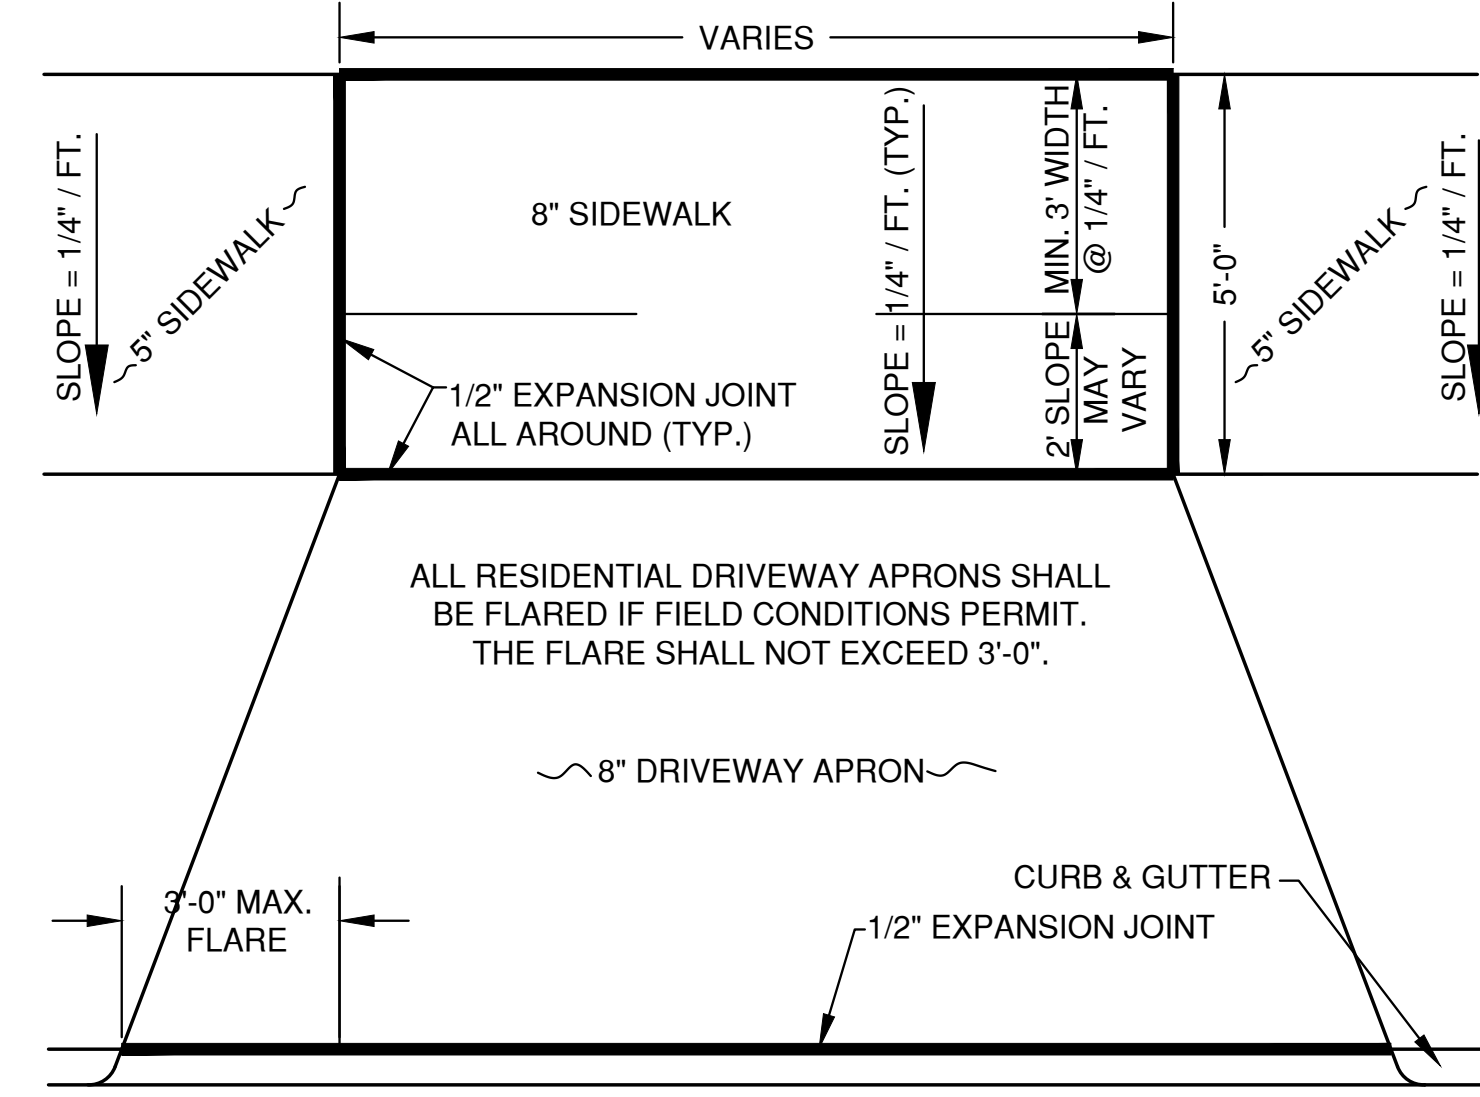 VARIES
SLOPE = 1/4" / FT.
5" SIDEWALK
8" SIDEWALK
SLOPE = 1/4" / FT. (TYP.)
MIN. 3' WIDTH
@ 1/4" / FT.
2' SLOPE
MAY
VARY
5'-0"
5" SIDEWALK
SLOPE = 1/4" / FT.
1/2" EXPANSION JOINT
ALL AROUND (TYP.)
ALL RESIDENTIAL DRIVEWAY APRONS SHALL
BE FLARED IF FIELD CONDITIONS PERMIT.
THE FLARE SHALL NOT EXCEED 3'-0".
8" DRIVEWAY APRON
3'-0" MAX.
FLARE
CURB & GUTTER
1/2" EXPANSION JOINT